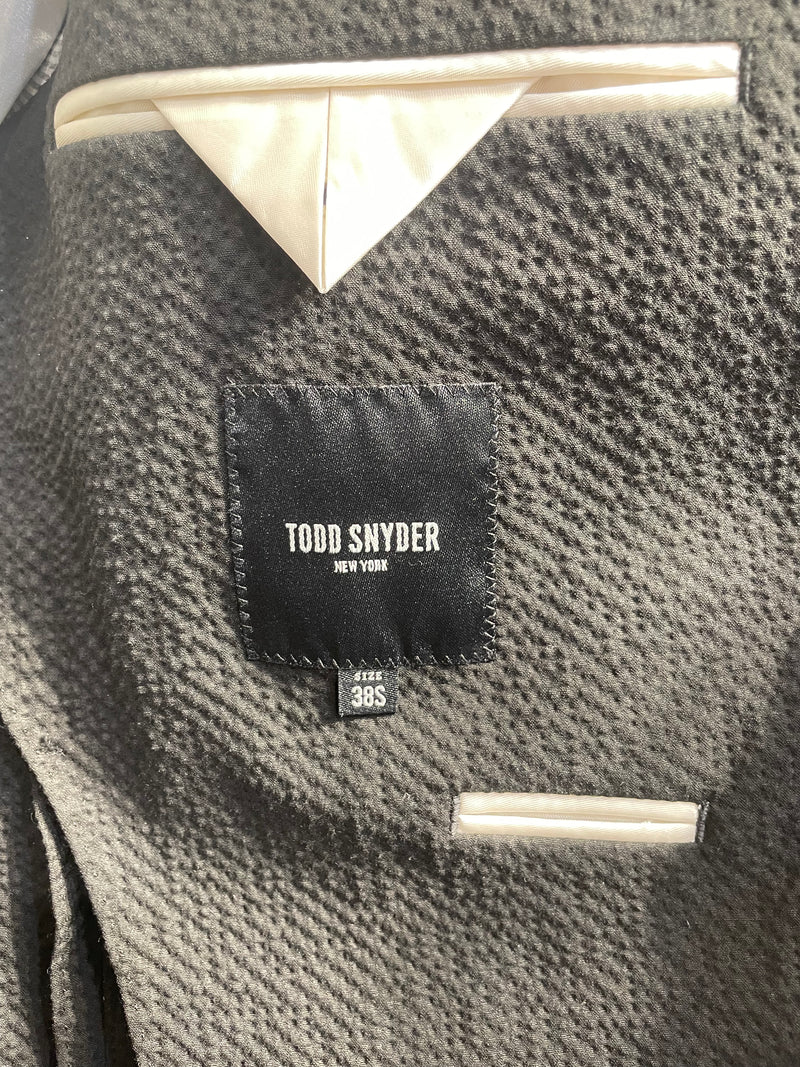 TODD SNYDER
NEW YORK
SIZE
38S